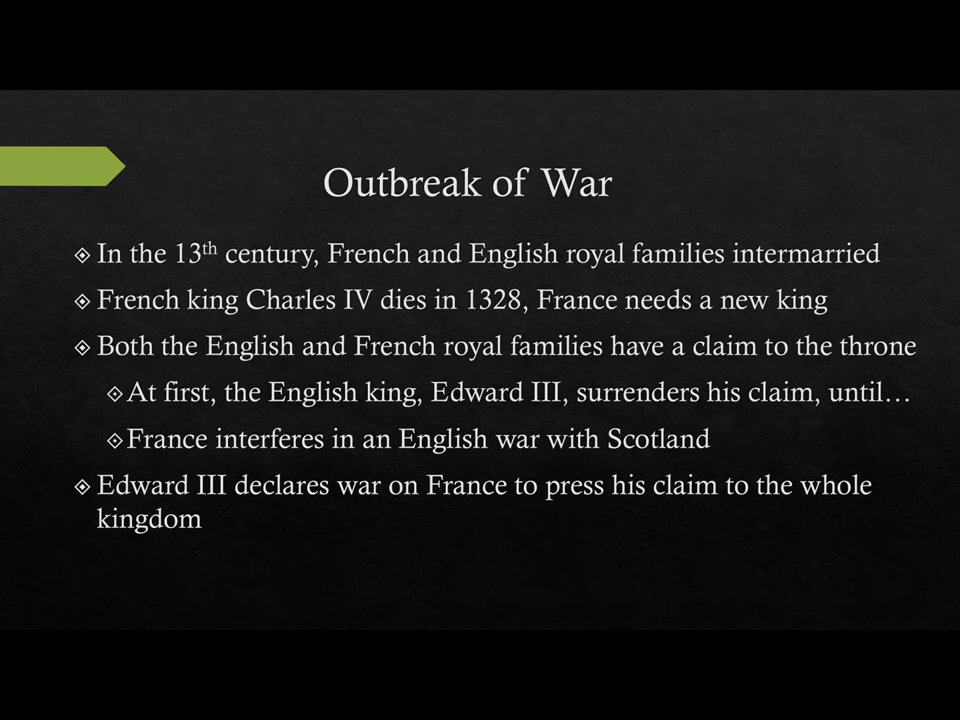 Outbreak of War
In the 13th century, French and English royal families intermarried
French king Charles IV dies in 1328, France needs a new king
Both the English and French royal families have a claim to the throne
At first, the English king, Edward III, surrenders his claim, until…
France interferes in an English war with Scotland
Edward III declares war on France to press his claim to the whole
kingdom